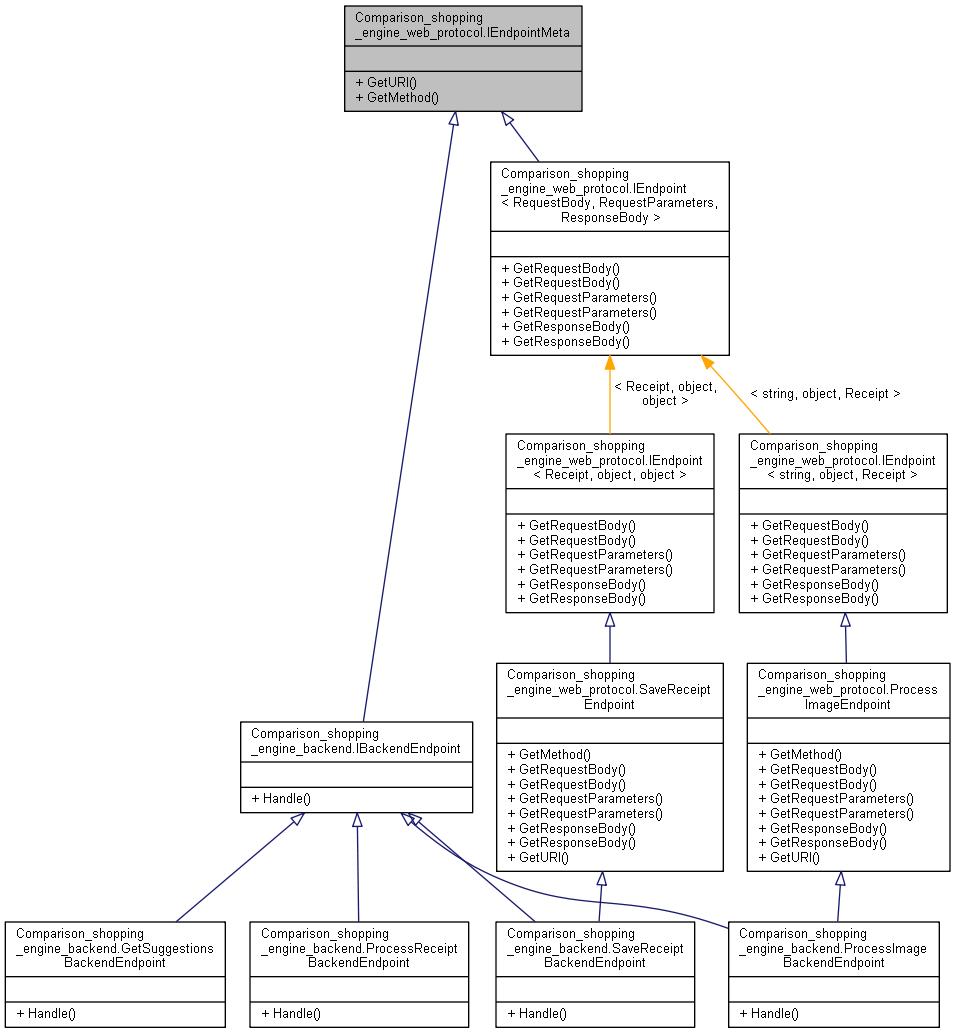 Comparison_shopping
_engine_web_protocol.IEndpointMeta
+ GetURI()
+ GetMethod()
Comparison_shopping
_engine_web_protocol.IEndpoint
< RequestBody, RequestParameters,
ResponseBody >
+ GetRequestBody()
+ GetRequestBody()
+ GetRequestParameters()
+ GetRequestParameters()
+ GetResponseBody()
+ GetResponseBody()
< Receipt, object,
object >
< string, object, Receipt >
Comparison_shopping
_engine_web_protocol.IEndpoint
< Receipt, object, object >
+ GetRequestBody()
+ GetRequestBody()
+ GetRequestParameters()
+ GetRequestParameters()
+ GetResponseBody()
+ GetResponseBody()
Comparison_shopping
_engine_web_protocol.IEndpoint
< string, object, Receipt >
+ GetRequestBody()
+ GetRequestBody()
+ GetRequestParameters()
+ GetRequestParameters()
+ GetResponseBody()
+ GetResponseBody()
Comparison_shopping
_engine_backend.IBackendEndpoint
+ Handle()
Comparison_shopping
_engine_web_protocol.SaveReceipt
Endpoint
+ GetMethod()
+ GetRequestBody()
+ GetRequestBody()
+ GetRequestParameters()
+ GetRequestParameters()
+ GetResponseBody()
+ GetResponseBody()
+ GetURI()
Comparison_shopping
_engine_web_protocol.Process
ImageEndpoint
+ GetMethod()
+ GetRequestBody()
+ GetRequestBody()
+ GetRequestParameters()
+ GetRequestParameters()
+ GetResponseBody()
+ GetResponseBody()
+ GetURI()
Comparison_shopping
_engine_backend.GetSuggestions
BackendEndpoint
+ Handle()
Comparison_shopping
_engine_backend.ProcessReceipt
BackendEndpoint
+ Handle()
Comparison_shopping
_engine_backend.SaveReceipt
BackendEndpoint
+ Handle()
Comparison_shopping
_engine_backend.ProcessImage
BackendEndpoint
+ Handle()